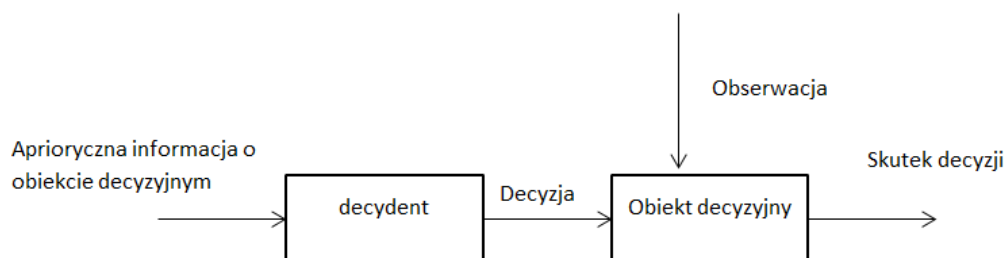 Obserwacja
Aprioryczna informacja o
obiekcie decyzyjnym
Skutek decyzji
decydent
Decyzja
Obiekt decyzyjny